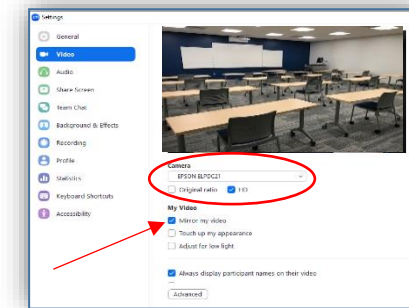 Settings
General
Video
Audio
Share Screen
Team Chat
Background & Effects
Recording
Profile
Statistics
Keyboard Shortcuts
Accessibility
Camera
EPSON ELPDC21
Original ratio HD
My Video
Mirror my video
Touch up my appearance
Adjust for low light
Always display participant names on their video
Advanced